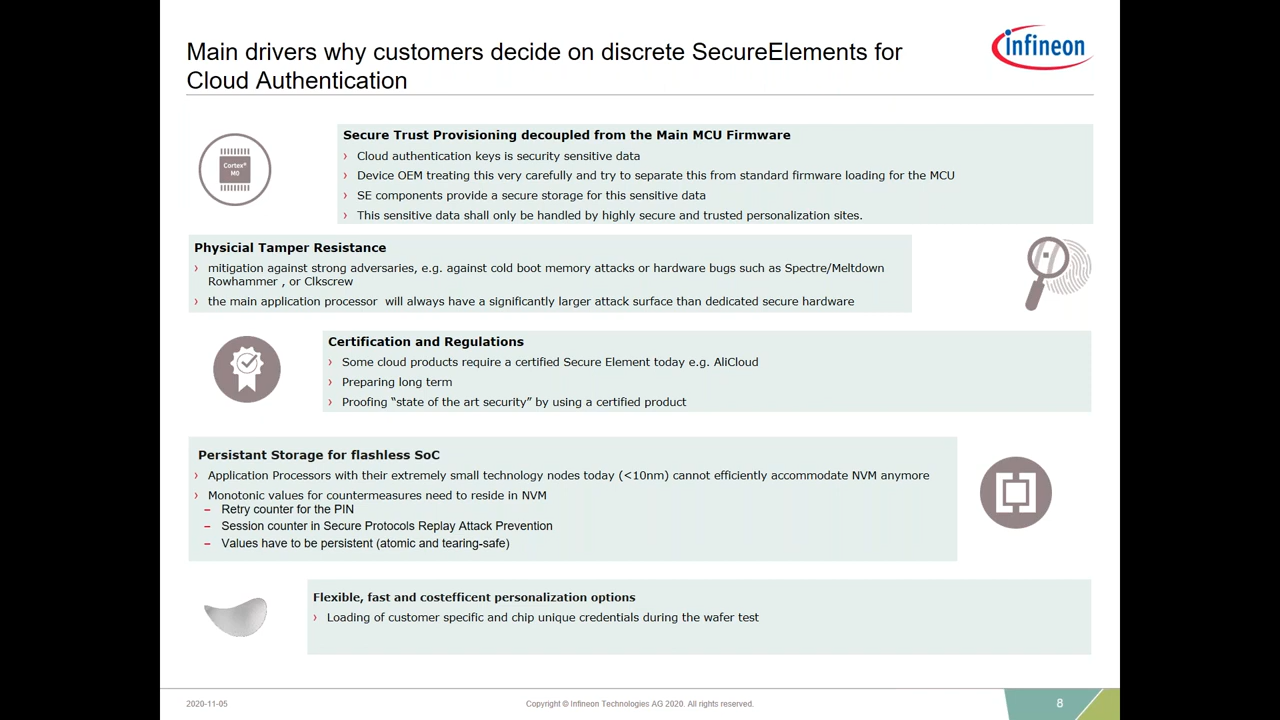 Main drivers why customers decide on discrete SecureElements for
Cloud Authentication
infineon
Cortex®
M0
Secure Trust Provisioning decoupled from the Main MCU Firmware
› Cloud authentication keys is security sensitive data
› Device OEM treating this very carefully and try to separate this from standard firmware loading for the MCU
› SE components provide a secure storage for this sensitive data
› This sensitive data shall only be handled by highly secure and trusted personalization sites.
Physicial Tamper Resistance
› mitigation against strong adversaries, e.g. against cold boot memory attacks or hardware bugs such as Spectre/Meltdown
Rowhammer , or Clkscrew
› the main application processor will always have a significantly larger attack surface than dedicated secure hardware
Certification and Regulations
› Some cloud products require a certified Secure Element today e.g. AliCloud
› Preparing long term
› Proofing “state of the art security” by using a certified product
Persistant Storage for flashless SoC
› Application Processors with their extremely small technology nodes today (<10nm) cannot efficiently accommodate NVM anymore
› Monotonic values for countermeasures need to reside in NVM
– Retry counter for the PIN
– Session counter in Secure Protocols Replay Attack Prevention
– Values have to be persistent (atomic and tearing-safe)
Flexible, fast and costefficent personalization options
› Loading of customer specific and chip unique credentials during the wafer test
2020-11-05
Copyright © Infineon Technologies AG 2020. All rights reserved.
8